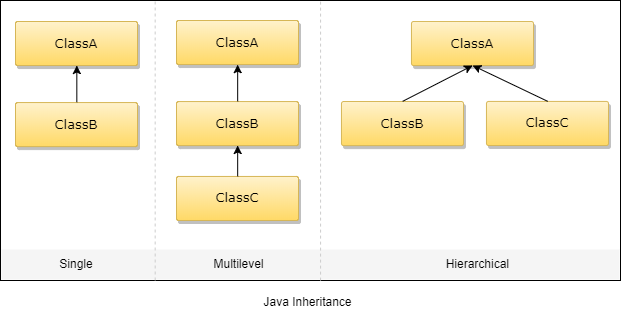 ClassA
ClassB
Single
ClassA
ClassB
ClassC
Multilevel
ClassA
ClassB
ClassC
Hierarchical
Java Inheritance